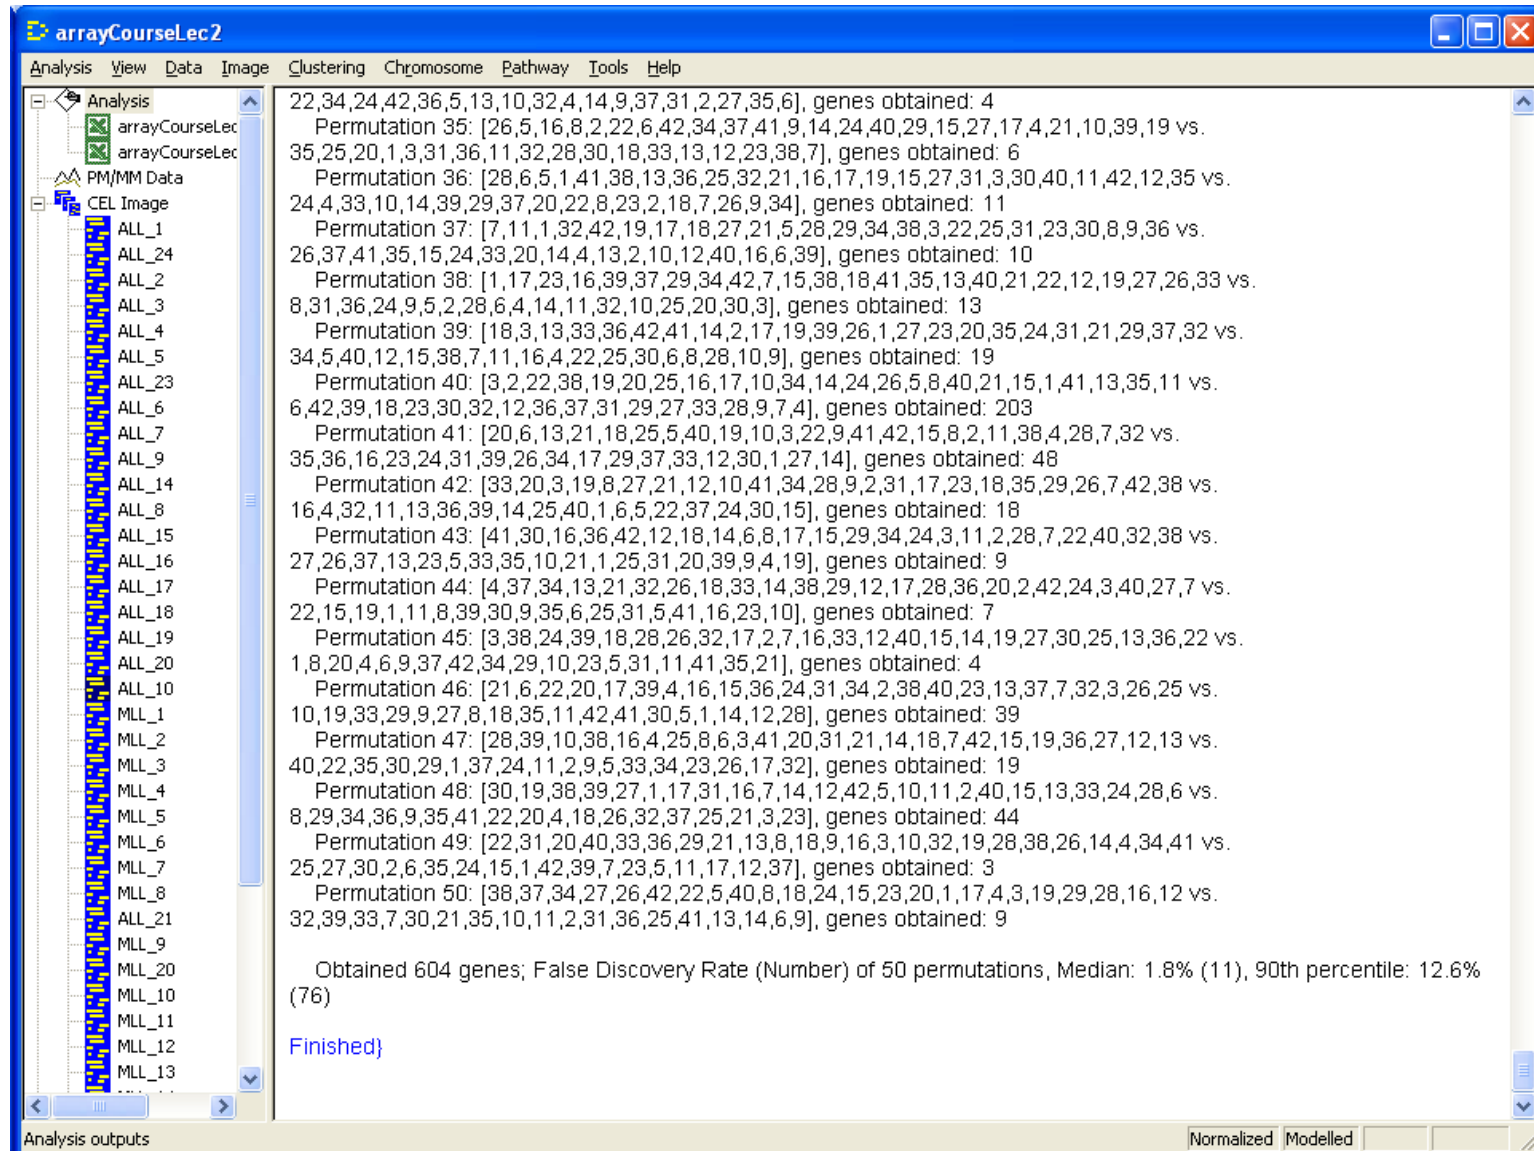 arrayCourseLec2
Analysis View Data Image Clustering Chromosome Pathway Tools Help
Analysis
arrayCourseLec
arrayCourseLec
PM/MM Data
CEL Image
ALL_1
ALL_24
ALL_2
ALL_3
ALL_4
ALL_5
ALL_23
ALL_6
ALL_7
ALL_9
ALL_14
ALL_8
ALL_15
ALL_16
ALL_17
ALL_18
ALL_19
ALL_20
ALL_10
MLL_1
MLL_2
MLL_3
MLL_4
MLL_5
MLL_6
MLL_7
MLL_8
ALL_21
MLL_9
MLL_20
MLL_10
MLL_11
MLL_12
MLL_13
22,34,24,42,36,5,13,10,32,4,14,9,37,31,2,27,35,6], genes obtained: 4
Permutation 35: [26,5,16,8,2,22,6,42,34,37,41,9,14,24,40,29,15,27,17,4,21,10,39,19 vs.
35,25,20,1,3,31,36,11,32,28,30,18,33,13,12,23,38,7], genes obtained: 6
Permutation 36: [28,6,5,1,41,38,13,36,25,32,21,16,17,19,15,27,31,3,30,40,11,42,12,35 vs.
24,4,33,10,14,39,29,37,20,22,8,23,2,18,7,26,9,34], genes obtained: 11
Permutation 37: [7,11,1,32,42,19,17,18,27,21,5,28,29,34,38,3,22,25,31,23,30,8,9,36 vs.
26,37,41,35,15,24,33,20,14,4,13,2,10,12,40,16,6,39], genes obtained: 10
Permutation 38: [1,17,23,16,39,37,29,34,42,7,15,38,18,41,35,13,40,21,22,12,19,27,26,33 vs.
8,31,36,24,9,5,2,28,6,4,14,11,32,10,25,20,30,3], genes obtained: 13
Permutation 39: [18,3,13,33,36,42,41,14,2,17,19,39,26,1,27,23,20,35,24,31,21,29,37,32 vs.
34,5,40,12,15,38,7,11,16,4,22,25,30,6,8,28,10,9], genes obtained: 19
Permutation 40: [3,2,22,38,19,20,25,16,17,10,34,14,24,26,5,8,40,21,15,1,41,13,35,11 vs.
6,42,39,18,23,30,32,12,36,37,31,29,27,33,28,9,7,4], genes obtained: 203
Permutation 41: [20,6,13,21,18,25,5,40,19,10,3,22,9,41,42,15,8,2,11,38,4,28,7,32 vs.
35,36,16,23,24,31,39,26,34,17,29,37,33,12,30,1,27,14], genes obtained: 48
Permutation 42: [33,20,3,19,8,27,21,12,10,41,34,28,9,2,31,17,23,18,35,29,26,7,42,38 vs.
16,4,32,11,13,36,39,14,25,40,1,6,5,22,37,24,30,15], genes obtained: 18
Permutation 43: [41,30,16,36,42,12,18,14,6,8,17,15,29,34,24,3,11,2,28,7,22,40,32,38 vs.
27,26,37,13,23,5,33,35,10,21,1,25,31,20,39,9,4,19], genes obtained: 9
Permutation 44: [4,37,34,13,21,32,26,18,33,14,38,29,12,17,28,36,20,2,42,24,3,40,27,7 vs.
22,15,19,1,11,8,39,30,9,35,6,25,31,5,41,16,23,10], genes obtained: 7
Permutation 45: [3,38,24,39,18,28,26,32,17,2,7,16,33,12,40,15,14,19,27,30,25,13,36,22 vs.
1,8,20,4,6,9,37,42,34,29,10,23,5,31,11,41,35,21], genes obtained: 4
Permutation 46: [21,6,22,20,17,39,4,16,15,36,24,31,34,2,38,40,23,13,37,7,32,3,26,25 vs.
10,19,33,29,9,27,8,18,35,11,42,41,30,5,1,14,12,28], genes obtained: 39
Permutation 47: [28,39,10,38,16,4,25,8,6,3,41,20,31,21,14,18,7,42,15,19,36,27,12,13 vs.
40,22,35,30,29,1,37,24,11,2,9,5,33,34,23,26,17,32], genes obtained: 19
Permutation 48: [30,19,38,39,27,1,17,31,16,7,14,12,42,5,10,11,2,40,15,13,33,24,28,6 vs.
8,29,34,36,9,35,41,22,20,4,18,26,32,37,25,21,3,23], genes obtained: 44
Permutation 49: [22,31,20,40,33,36,29,21,13,8,18,9,16,3,10,32,19,28,38,26,14,4,34,41 vs.
25,27,30,2,6,35,24,15,1,42,39,7,23,5,11,17,12,37], genes obtained: 3
Permutation 50: [38,37,34,27,26,42,22,5,40,8,18,24,15,23,20,1,17,4,3,19,29,28,16,12 vs.
32,39,33,7,30,21,35,10,11,2,31,36,25,41,13,14,6,9], genes obtained: 9
Obtained 604 genes; False Discovery Rate (Number) of 50 permutations, Median: 1.8% (11), 90th percentile: 12.6%
(76)
Finished}
Analysis outputs
Normalized Modelled